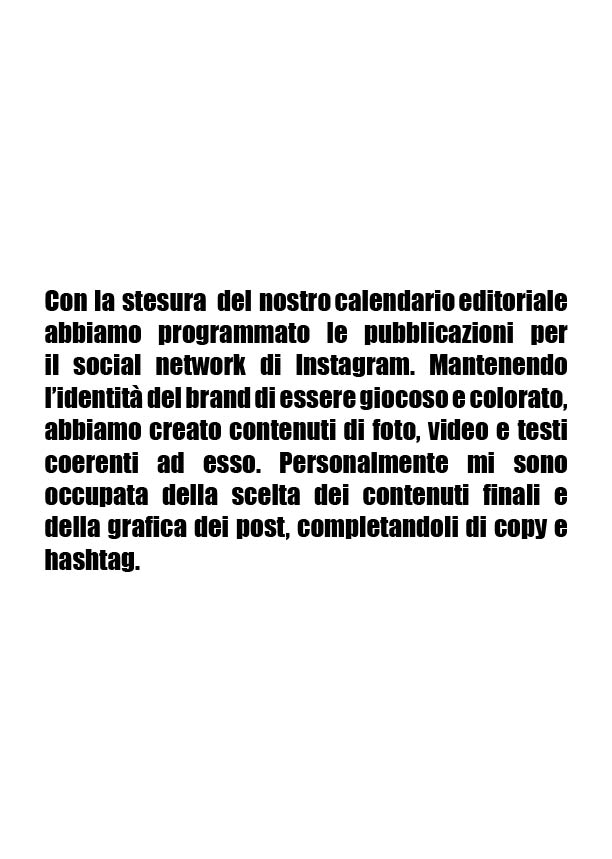 Con la stesura  del nostro calendario editoriale
abbiamo programmato le pubblicazioni per
il social network di Instagram. Mantenendo
l’identità del brand di essere giocoso e colorato,
abbiamo creato contenuti di foto, video e testi
coerenti ad esso. Personalmente mi sono
occupata della scelta dei contenuti finali e
della grafica dei post, completandoli di copy e
hashtag.